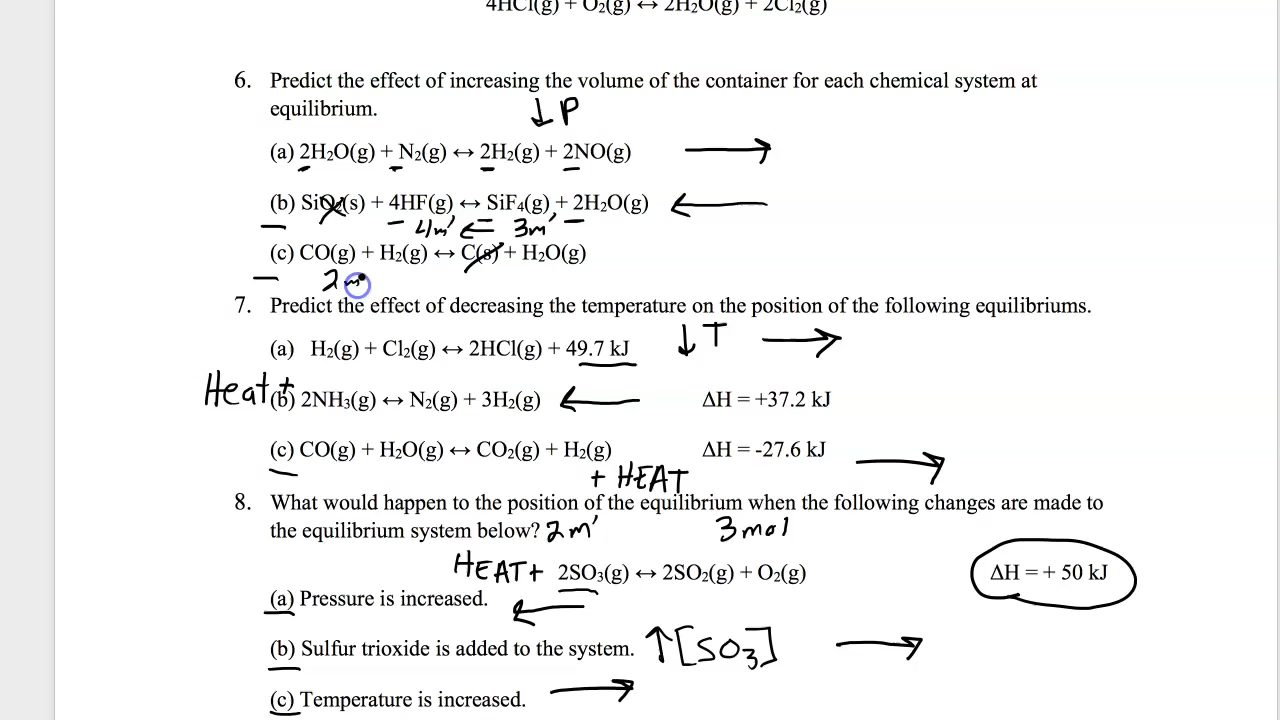 4HCl(g) + O₂(g) ↔ 2H₂O(g) + 2Cl₂(g)
6. Predict the effect of increasing the volume of the container for each chemical system at
equilibrium.
↓ P
(a) 2H₂O(g) + N₂(g) ↔ 2H₂(g) + 2NO(g) →
(b) SiO₂(s) + 4HF(g) ↔ SiF₄(g) + 2H₂O(g) ←
4m' ⇐ 3m'
(c) CO(g) + H₂(g) ↔ C(s) + H₂O(g)
2m'
7. Predict the effect of decreasing the temperature on the position of the following equilibriums.
(a) H₂(g) + Cl₂(g) ↔ 2HCl(g) + 49.7 kJ ↓ T →
Heat + (b) 2NH₃(g) ↔ N₂(g) + 3H₂(g) ← ΔH = +37.2 kJ
(c) CO(g) + H₂O(g) ↔ CO₂(g) + H₂(g) ΔH = -27.6 kJ →
+ HEAT
8. What would happen to the position of the equilibrium when the following changes are made to
the equilibrium system below? 2m' 3mol
HEAT + 2SO₃(g) ↔ 2SO₂(g) + O₂(g) ΔH = + 50 kJ
(a) Pressure is increased. ←
(b) Sulfur trioxide is added to the system. ↑[SO₃] →
(c) Temperature is increased. →